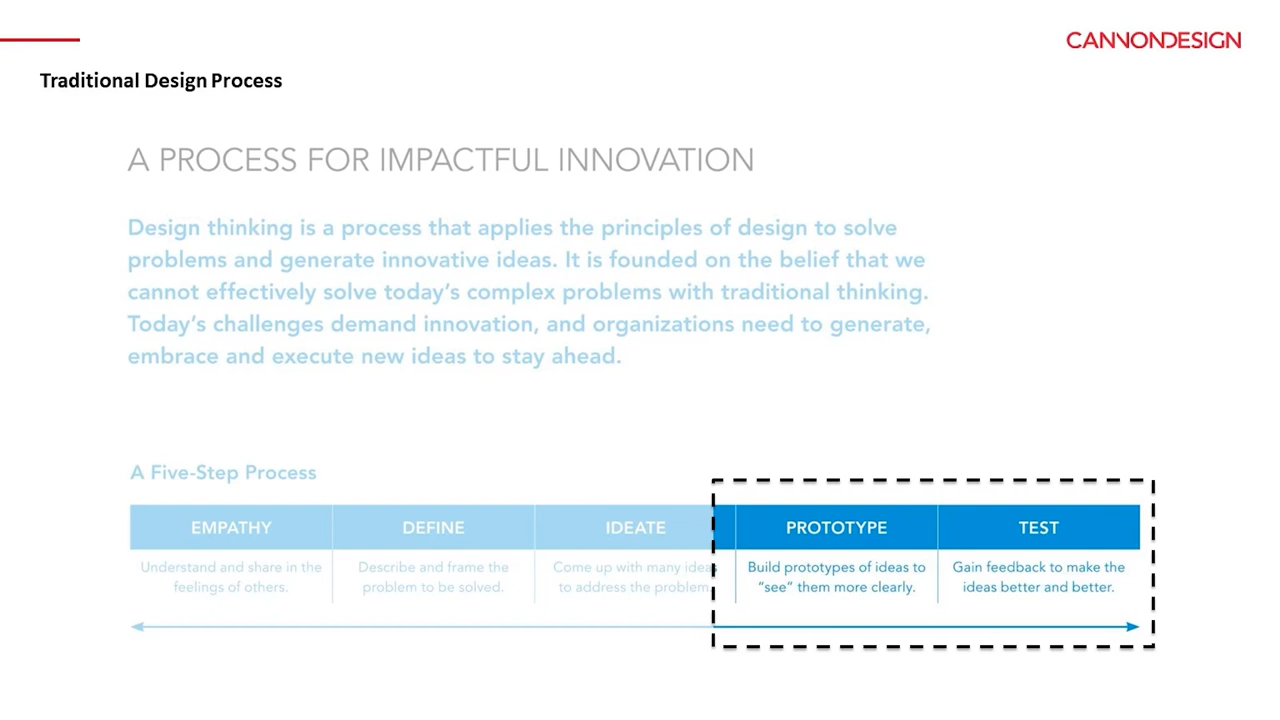 CANNONDESIGN
Traditional Design Process
A PROCESS FOR IMPACTFUL INNOVATION
Design thinking is a process that applies the principles of design to solve
problems and generate innovative ideas. It is founded on the belief that we
cannot effectively solve today's complex problems with traditional thinking.
Today's challenges demand innovation, and organizations need to generate,
embrace and execute new ideas to stay ahead.
A Five-Step Process
EMPATHY
Understand and share in the
feelings of others.
DEFINE
Describe and frame the
problem to be solved.
IDEATE
Come up with many ideas
to address the problem.
PROTOTYPE
Build prototypes of ideas to
“see” them more clearly.
TEST
Gain feedback to make the
ideas better and better.